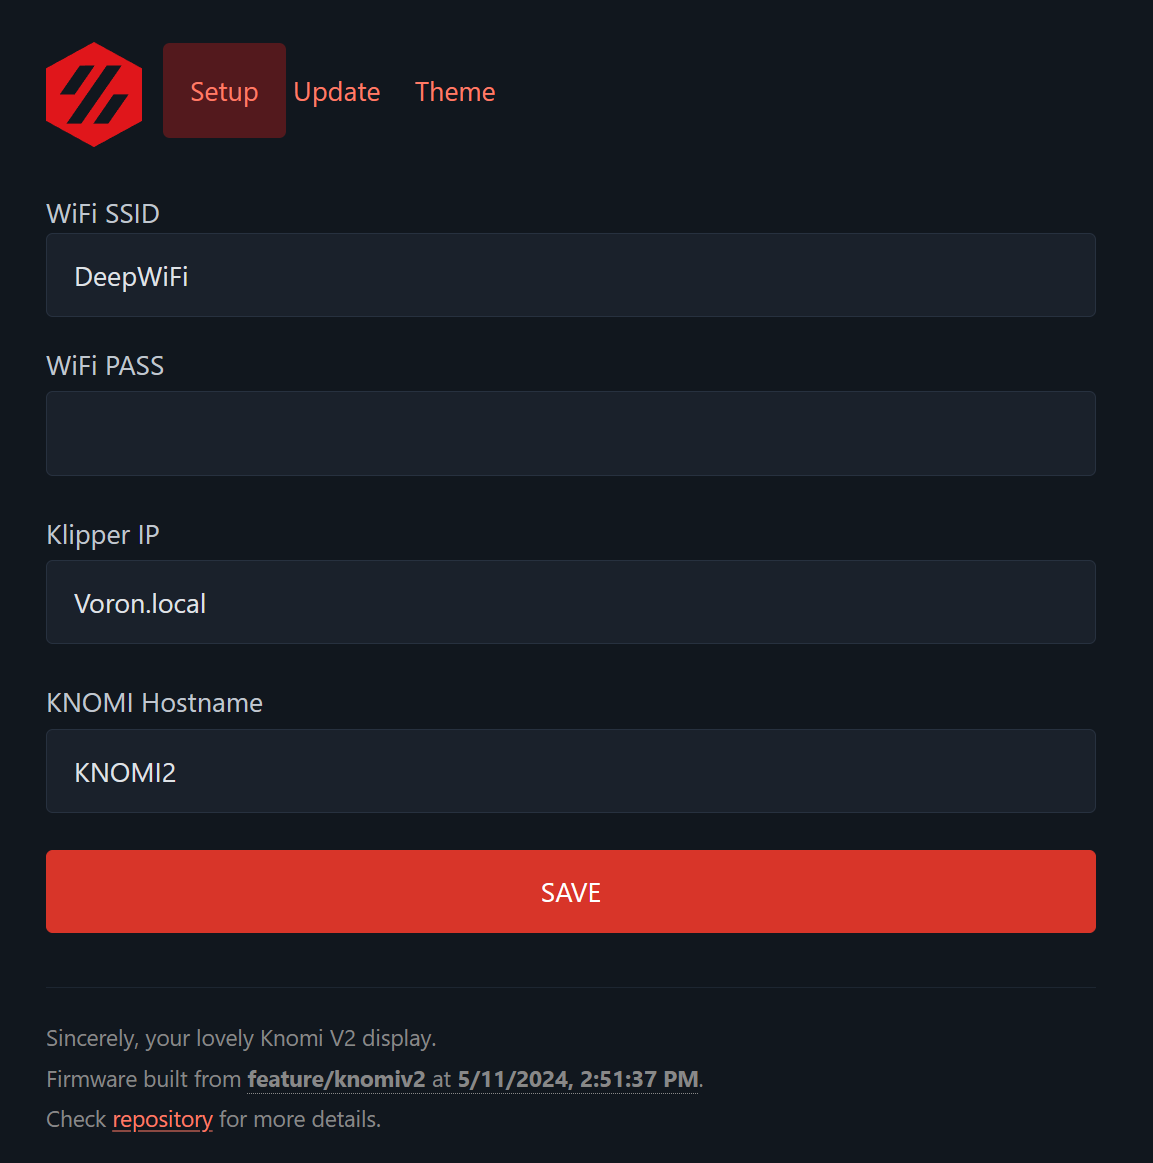 Setup Update Theme
WiFi SSID
DeepWiFi
WiFi PASS
Klipper IP
Voron.local
KNOMI Hostname
KNOMI2
SAVE
Sincerely, your lovely Knomi V2 display.
Firmware built from feature/knomiv2 at 5/11/2024, 2:51:37 PM.
Check repository for more details.